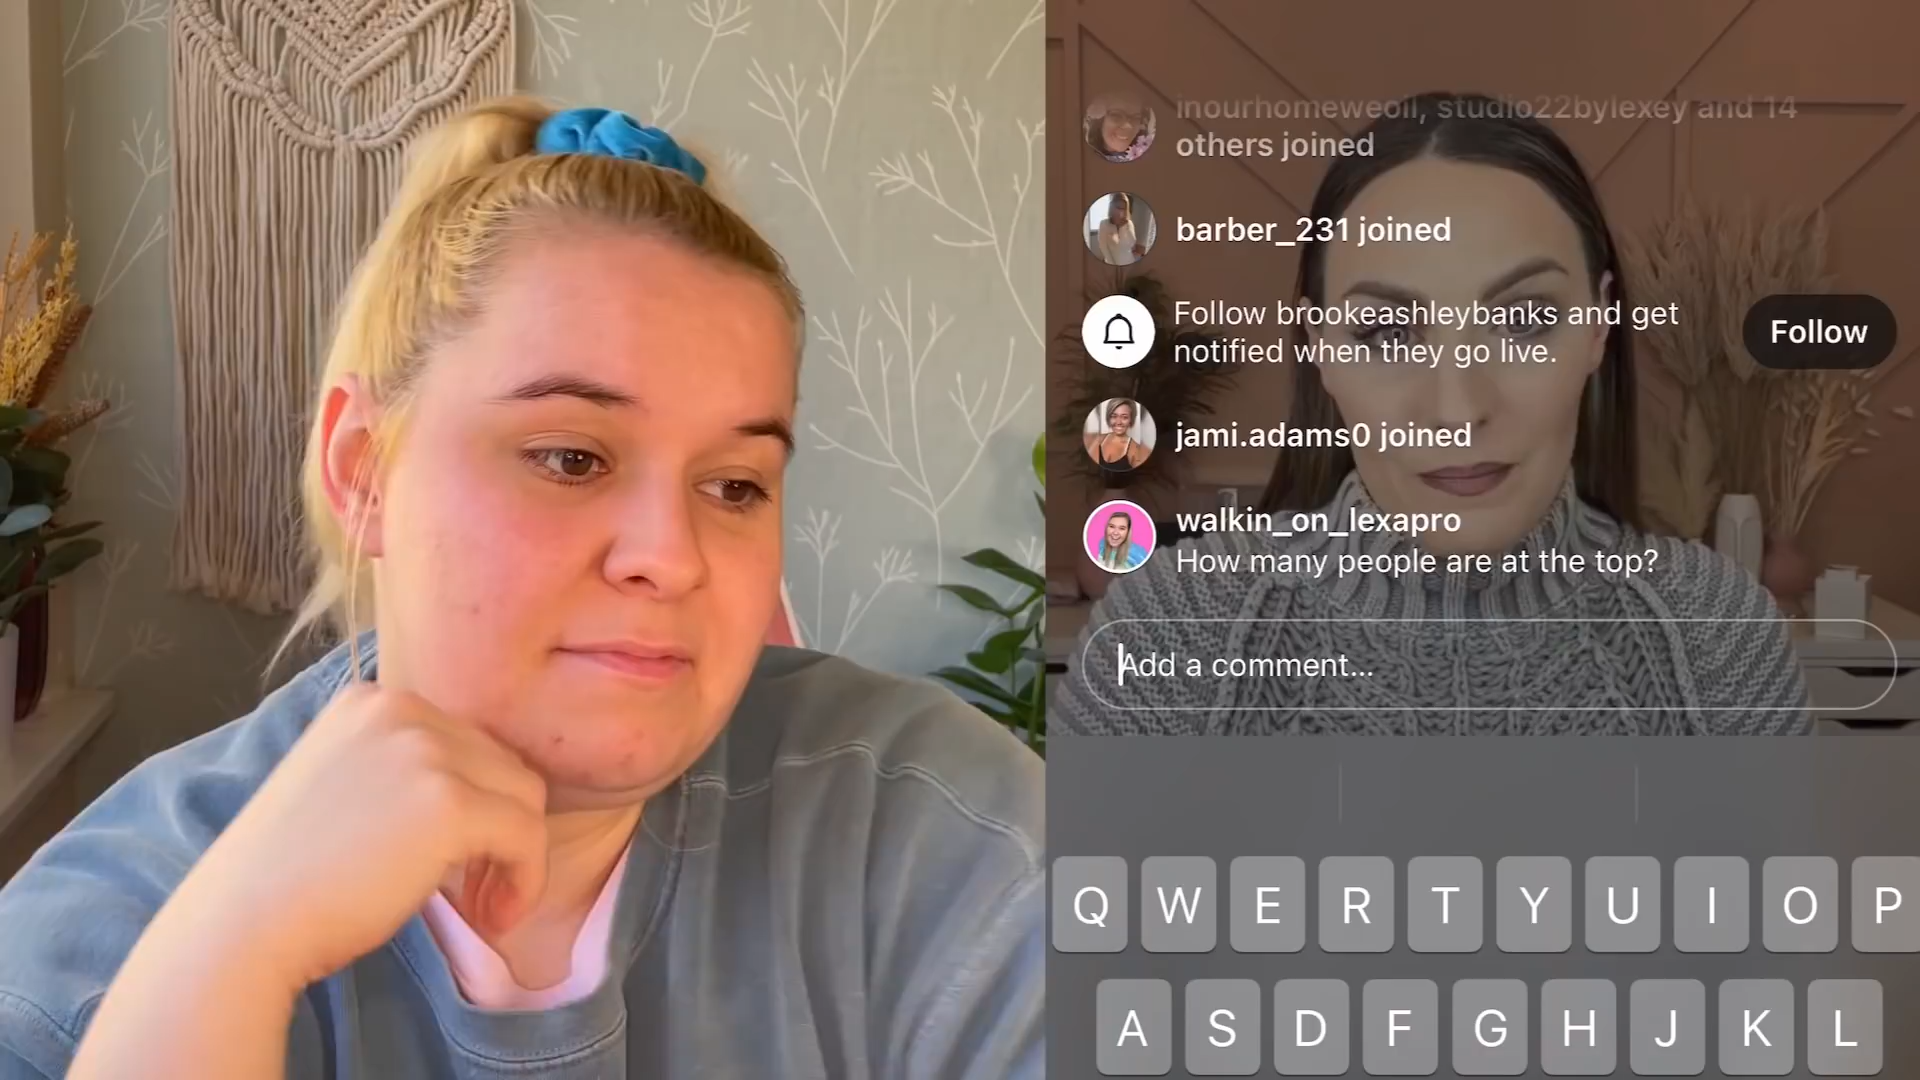 inourhomeweoil, studio22bylexey and 14
others joined
barber_231 joined
Follow brookeashleybanks and get
notified when they go live.
Follow
jami.adams0 joined
walkin_on_lexapro
How many people are at the top?
Add a comment...
Q W E R T Y U I O P
A S D F G H J K L